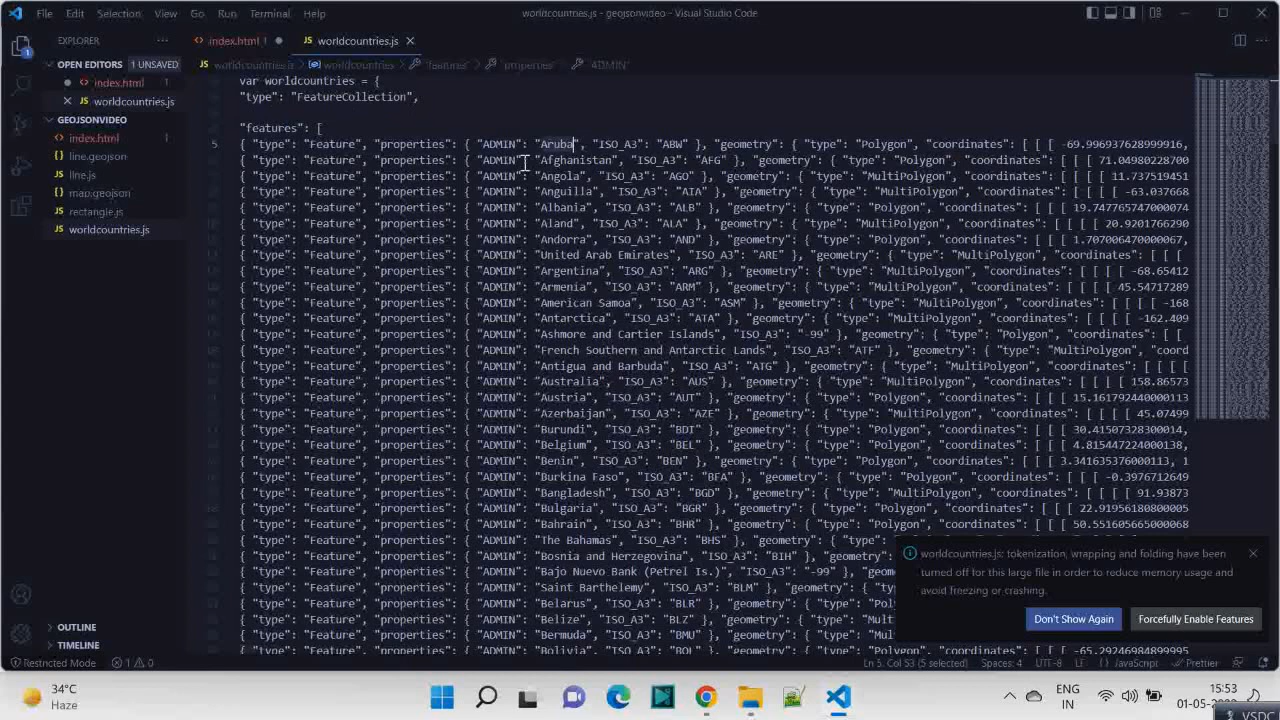 File Edit Selection View Go Run Terminal Help
worldcountries.js - geojsonvideo - Visual Studio Code
EXPLORER
index.html
worldcountries.js
OPEN EDITORS 1 UNSAVED
index.html 1
worldcountries.js
GEOJSONVIDEO
index.html 1
line.geojson
line.js
map.geojson
rectangle.js
worldcountries.js
OUTLINE
TIMELINE
worldcountries.js worldcountries features properties ADMIN
var worldcountries = {
"type": "FeatureCollection",
"features": [
5 { "type": "Feature", "properties": { "ADMIN": "Aruba", "ISO_A3": "ABW" }, "geometry": { "type": "Polygon", "coordinates": [ [ [ -69.996937628999916,
{ "type": "Feature", "properties": { "ADMIN": "Afghanistan", "ISO_A3": "AFG" }, "geometry": { "type": "Polygon", "coordinates": [ [ [ 71.04980228700
{ "type": "Feature", "properties": { "ADMIN": "Angola", "ISO_A3": "AGO" }, "geometry": { "type": "MultiPolygon", "coordinates": [ [ [ [ 11.737519451
{ "type": "Feature", "properties": { "ADMIN": "Anguilla", "ISO_A3": "AIA" }, "geometry": { "type": "MultiPolygon", "coordinates": [ [ [ [ -63.037668
{ "type": "Feature", "properties": { "ADMIN": "Albania", "ISO_A3": "ALB" }, "geometry": { "type": "Polygon", "coordinates": [ [ [ 19.747765747000074
{ "type": "Feature", "properties": { "ADMIN": "Aland", "ISO_A3": "ALA" }, "geometry": { "type": "MultiPolygon", "coordinates": [ [ [ [ 20.9201766290
{ "type": "Feature", "properties": { "ADMIN": "Andorra", "ISO_A3": "AND" }, "geometry": { "type": "Polygon", "coordinates": [ [ [ 1.707006470000067,
{ "type": "Feature", "properties": { "ADMIN": "United Arab Emirates", "ISO_A3": "ARE" }, "geometry": { "type": "MultiPolygon", "coordinates": [ [ [
{ "type": "Feature", "properties": { "ADMIN": "Argentina", "ISO_A3": "ARG" }, "geometry": { "type": "MultiPolygon", "coordinates": [ [ [ [ -68.65412
{ "type": "Feature", "properties": { "ADMIN": "Armenia", "ISO_A3": "ARM" }, "geometry": { "type": "MultiPolygon", "coordinates": [ [ [ [ 45.54717289
{ "type": "Feature", "properties": { "ADMIN": "American Samoa", "ISO_A3": "ASM" }, "geometry": { "type": "MultiPolygon", "coordinates": [ [ [ [ -168
{ "type": "Feature", "properties": { "ADMIN": "Antarctica", "ISO_A3": "ATA" }, "geometry": { "type": "MultiPolygon", "coordinates": [ [ [ [ -162.409
{ "type": "Feature", "properties": { "ADMIN": "Ashmore and Cartier Islands", "ISO_A3": "-99" }, "geometry": { "type": "Polygon", "coordinates": [ [ [
{ "type": "Feature", "properties": { "ADMIN": "French Southern and Antarctic Lands", "ISO_A3": "ATF" }, "geometry": { "type": "MultiPolygon", "coord
{ "type": "Feature", "properties": { "ADMIN": "Antigua and Barbuda", "ISO_A3": "ATG" }, "geometry": { "type": "MultiPolygon", "coordinates": [ [ [ [
{ "type": "Feature", "properties": { "ADMIN": "Australia", "ISO_A3": "AUS" }, "geometry": { "type": "MultiPolygon", "coordinates": [ [ [ [ 158.86573
{ "type": "Feature", "properties": { "ADMIN": "Austria", "ISO_A3": "AUT" }, "geometry": { "type": "Polygon", "coordinates": [ [ [ 15.161792440000113
{ "type": "Feature", "properties": { "ADMIN": "Azerbaijan", "ISO_A3": "AZE" }, "geometry": { "type": "MultiPolygon", "coordinates": [ [ [ [ 45.07499
{ "type": "Feature", "properties": { "ADMIN": "Burundi", "ISO_A3": "BDI" }, "geometry": { "type": "Polygon", "coordinates": [ [ [ 30.41507328300014,
{ "type": "Feature", "properties": { "ADMIN": "Belgium", "ISO_A3": "BEL" }, "geometry": { "type": "Polygon", "coordinates": [ [ [ 4.815447224000138,
{ "type": "Feature", "properties": { "ADMIN": "Benin", "ISO_A3": "BEN" }, "geometry": { "type": "Polygon", "coordinates": [ [ [ 3.341635376000113, 1
{ "type": "Feature", "properties": { "ADMIN": "Burkina Faso", "ISO_A3": "BFA" }, "geometry": { "type": "Polygon", "coordinates": [ [ [ -0.3976712649
{ "type": "Feature", "properties": { "ADMIN": "Bangladesh", "ISO_A3": "BGD" }, "geometry": { "type": "MultiPolygon", "coordinates": [ [ [ [ 91.93873
{ "type": "Feature", "properties": { "ADMIN": "Bulgaria", "ISO_A3": "BGR" }, "geometry": { "type": "Polygon", "coordinates": [ [ [ 22.91956180800005
{ "type": "Feature", "properties": { "ADMIN": "Bahrain", "ISO_A3": "BHR" }, "geometry": { "type": "MultiPolygon", "coordinates": [ [ [ [ 50.551605665000068
{ "type": "Feature", "properties": { "ADMIN": "The Bahamas", "ISO_A3": "BHS" }, "geometry":
{ "type": "Feature", "properties": { "ADMIN": "Bosnia and Herzegovina", "ISO_A3": "BIH" },
{ "type": "Feature", "properties": { "ADMIN": "Bajo Nuevo Bank (Petrel Is.)", "ISO_A3": "-99" },
{ "type": "Feature", "properties": { "ADMIN": "Saint Barthelemy", "ISO_A3": "BLM" }, "geometry": {
{ "type": "Feature", "properties": { "ADMIN": "Belarus", "ISO_A3": "BLR" }, "geometry": { "type": "Pol
{ "type": "Feature", "properties": { "ADMIN": "Belize", "ISO_A3": "BLZ" }, "geometry": { "type": "Mult
{ "type": "Feature", "properties": { "ADMIN": "Bermuda", "ISO_A3": "BMU" }, "geometry": { "type": "Mul
{ "type": "Feature", "properties": { "ADMIN": "Bolivia", "ISO_A3": "BOL" }, "geometry": { "type": "Polygon", "coordinates": [ [ [ -65.29246984899995
worldcountries.js: tokenization, wrapping and folding have been
turned off for this large file in order to reduce memory usage and
avoid freezing or crashing.
Don't Show Again Forcefully Enable Features
Restricted Mode 1 0 Ln 5, Col 53 (5 selected) Spaces: 4 UTF-8 LF JavaScript Prettier
34°C
Haze
ENG
IN
15:53
VSDC